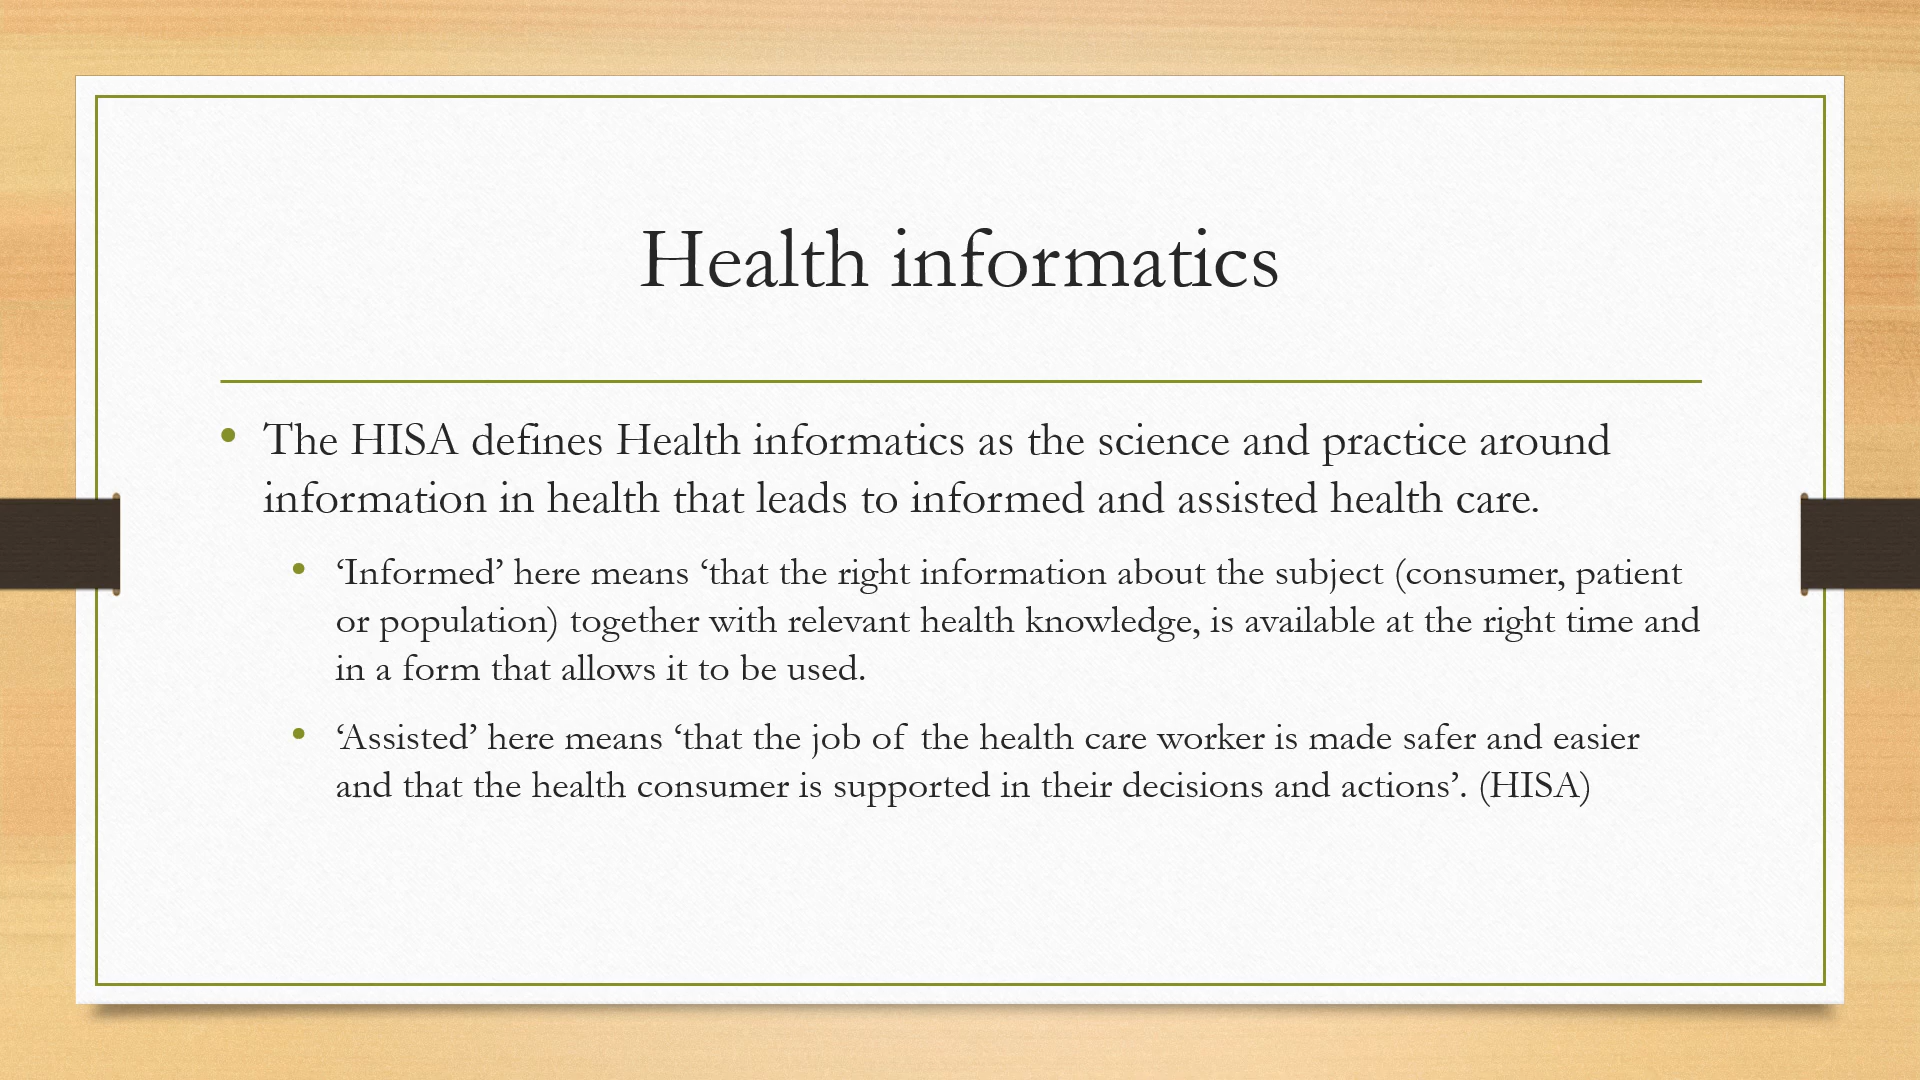 Health informatics
• The HISA defines Health informatics as the science and practice around
information in health that leads to informed and assisted health care.
• ‘Informed’ here means ‘that the right information about the subject (consumer, patient
or population) together with relevant health knowledge, is available at the right time and
in a form that allows it to be used.
• ‘Assisted’ here means ‘that the job of the health care worker is made safer and easier
and that the health consumer is supported in their decisions and actions’. (HISA)